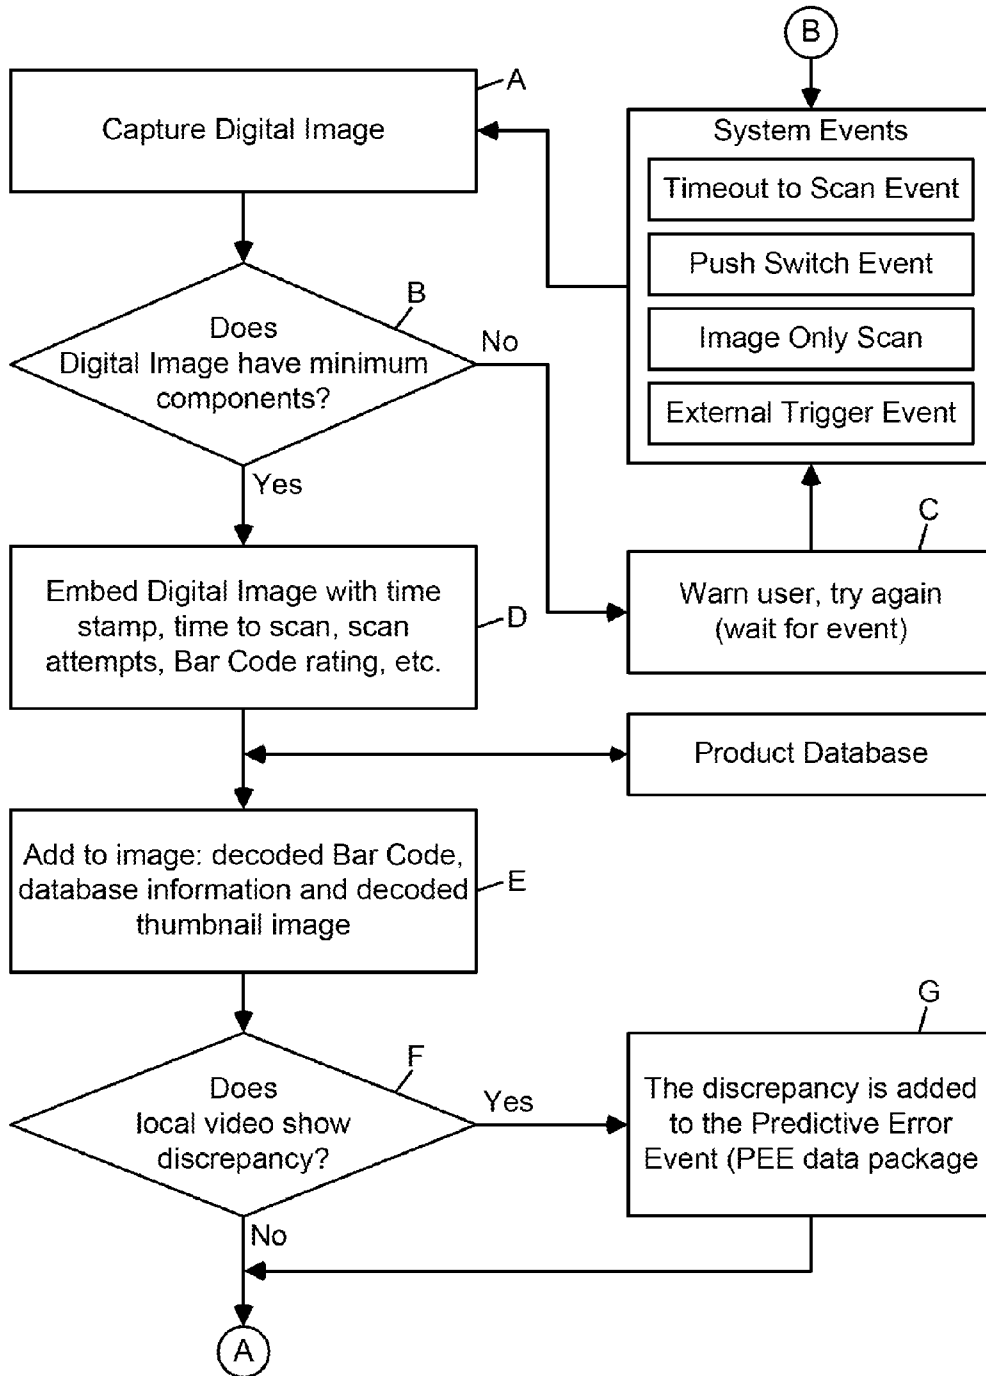 B
A
Capture Digital Image
System Events
Timeout to Scan Event
Push Switch Event
Image Only Scan
External Trigger Event
B
Does
Digital Image have minimum
components?
No
Yes
C
Warn user, try again
(wait for event)
Embed Digital Image with time
stamp, time to scan, scan
attempts, Bar Code rating, etc.
D
Product Database
Add to image: decoded Bar Code,
database information and decoded
thumbnail image
E
F
Does
local video show
discrepancy?
Yes
G
The discrepancy is added
to the Predictive Error
Event (PEE data package
No
A